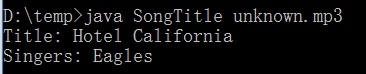 D:\temp>java SongTitle unknown.mp3
Title: Hotel California
Singers: Eagles